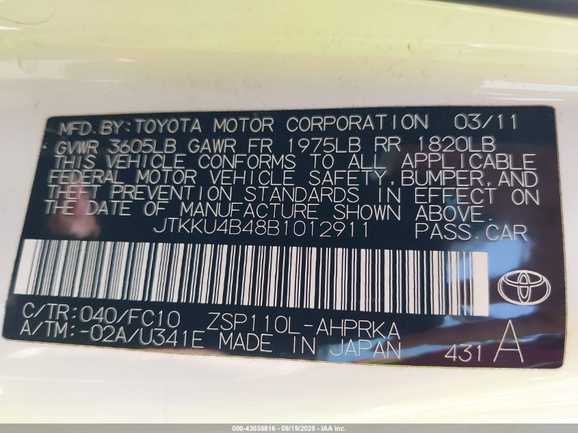 MFD.BY:TOYOTA MOTOR CORPORATION 03/11
GVWR 3605LB GAWR FR 1975LB RR 1820LB
THIS VEHICLE CONFORMS TO ALL APPLICABLE
FEDERAL MOTOR VEHICLE SAFETY,BUMPER,AND
THEFT PREVENTION STANDARDS IN EFFECT ON
THE DATE OF MANUFACTURE SHOWN ABOVE.
JTKKU4B48B1012911 PASS.CAR
C/TR:040/FC10 ZSP110L-AHPRKA
A/TM:-02A/U341E MADE IN JAPAN 431 A
000-43038816 - 09/15/2025 - IAA Inc.